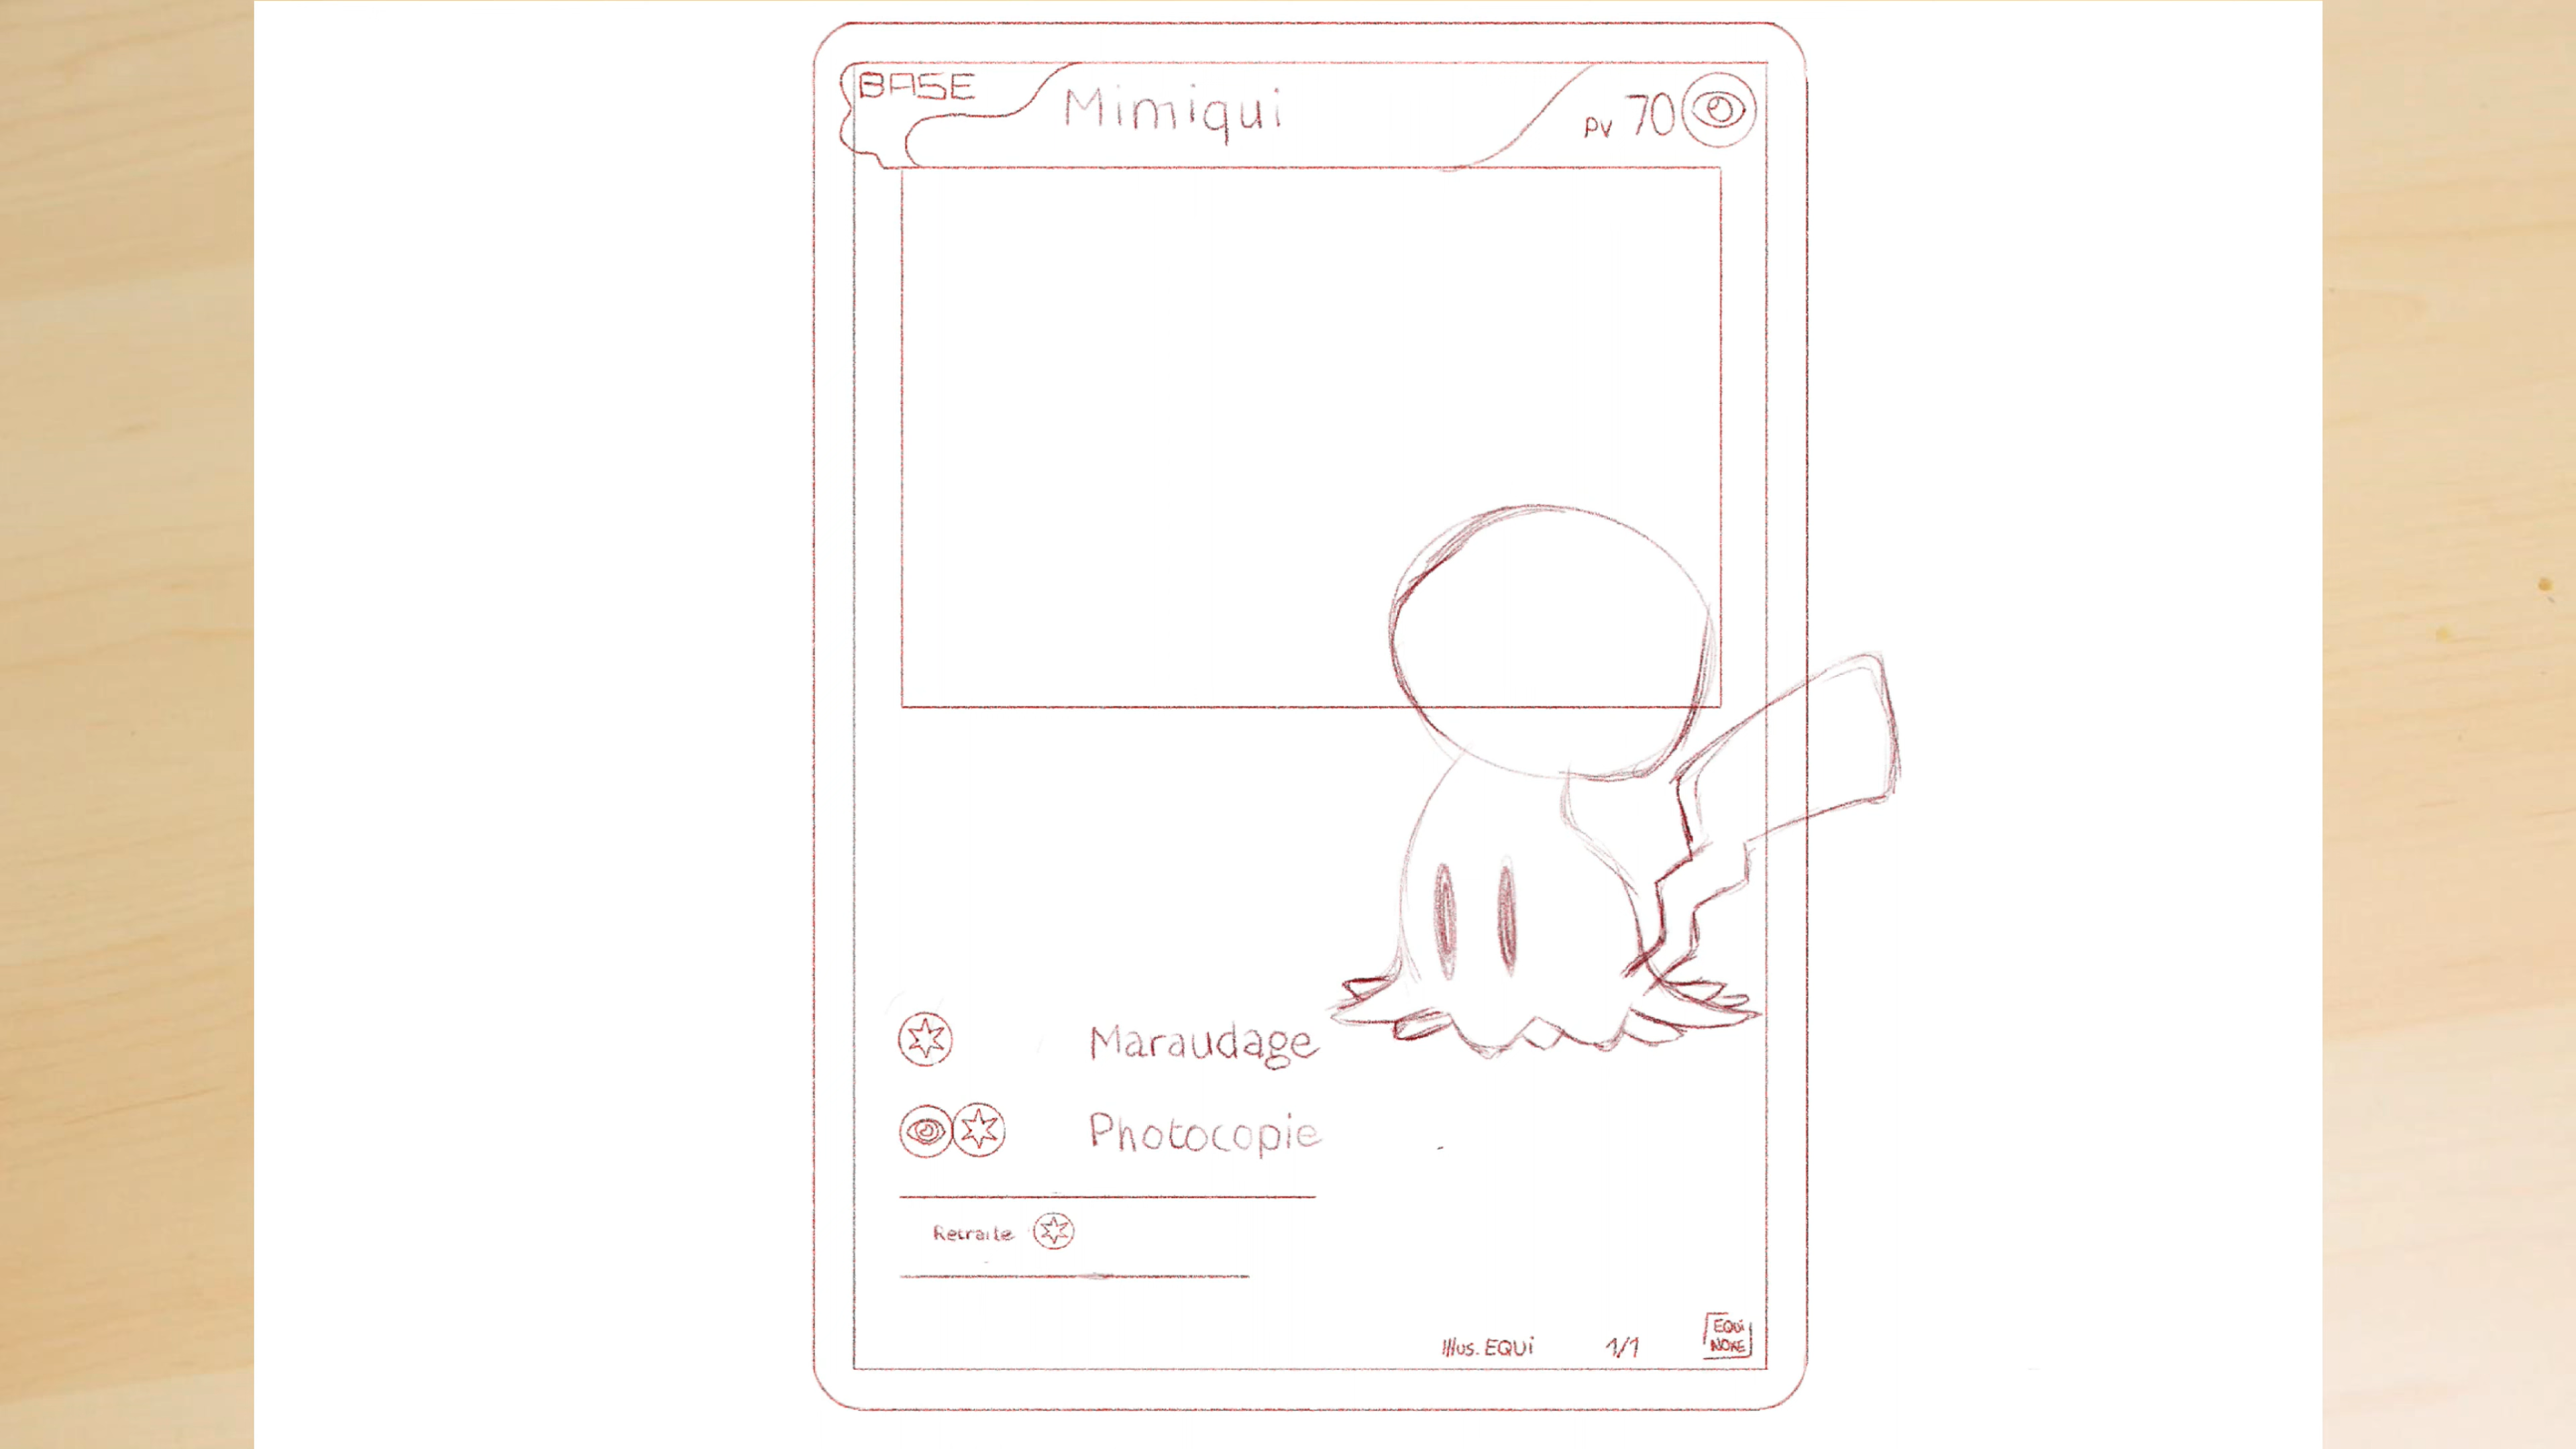 BASE
Mimiqui
PV 70
Maraudage
Photocopie
Retraite
Illus. EQUi
1/1
EQUi
NOXE